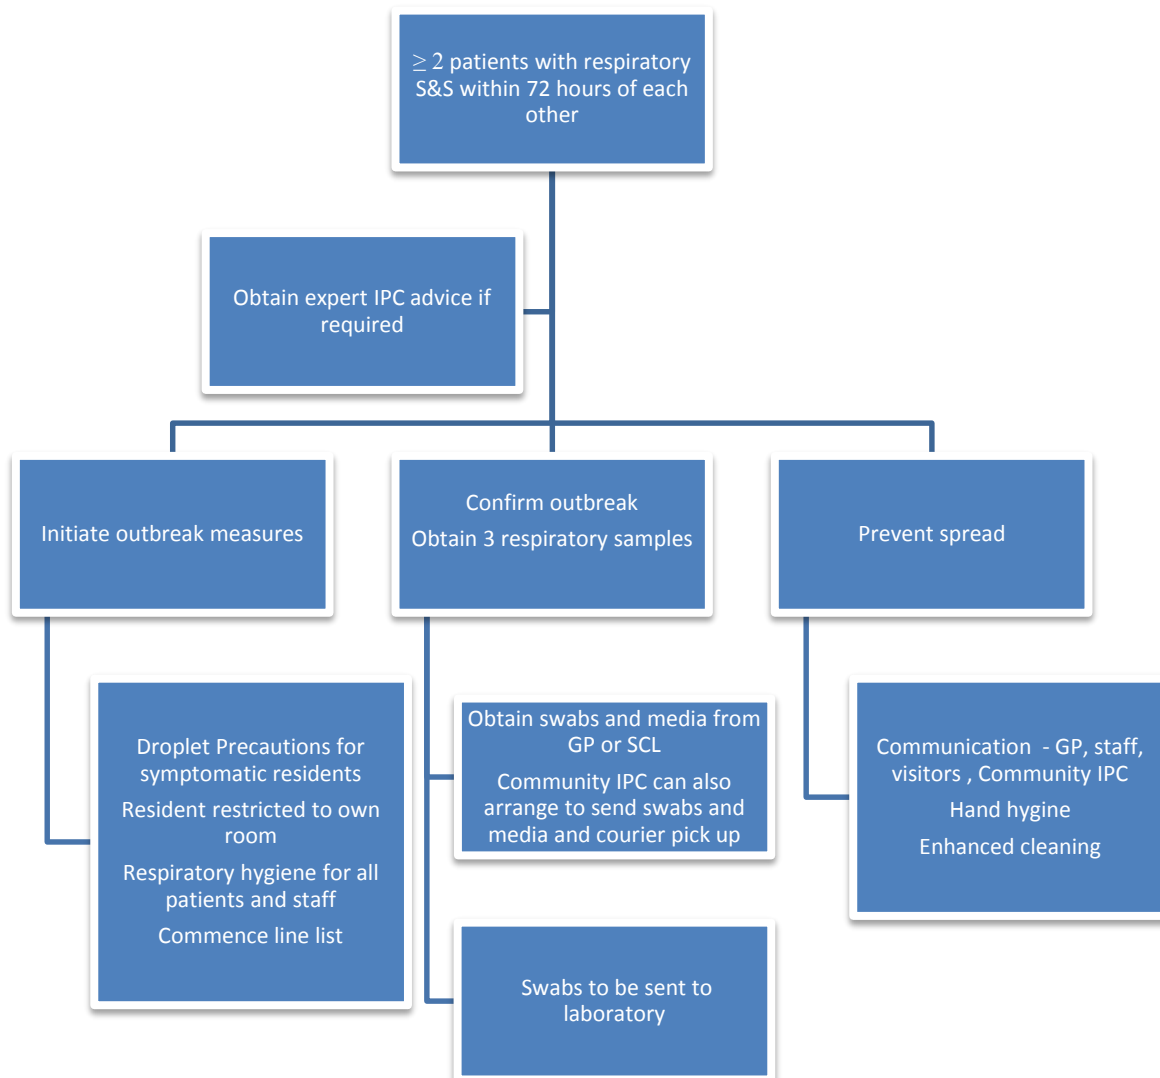 ≥ 2 patients with respiratory
S&S within 72 hours of each
other
Obtain expert IPC advice if
required
Initiate outbreak measures
Confirm outbreak
Obtain 3 respiratory samples
Prevent spread
Droplet Precautions for
symptomatic residents
Resident restricted to own
room
Respiratory hygiene for all
patients and staff
Commence line list
Obtain swabs and media from
GP or SCL
Community IPC can also
arrange to send swabs and
media and courier pick up
Swabs to be sent to
laboratory
Communication  - GP, staff,
visitors , Community IPC
Hand hygine
Enhanced cleaning